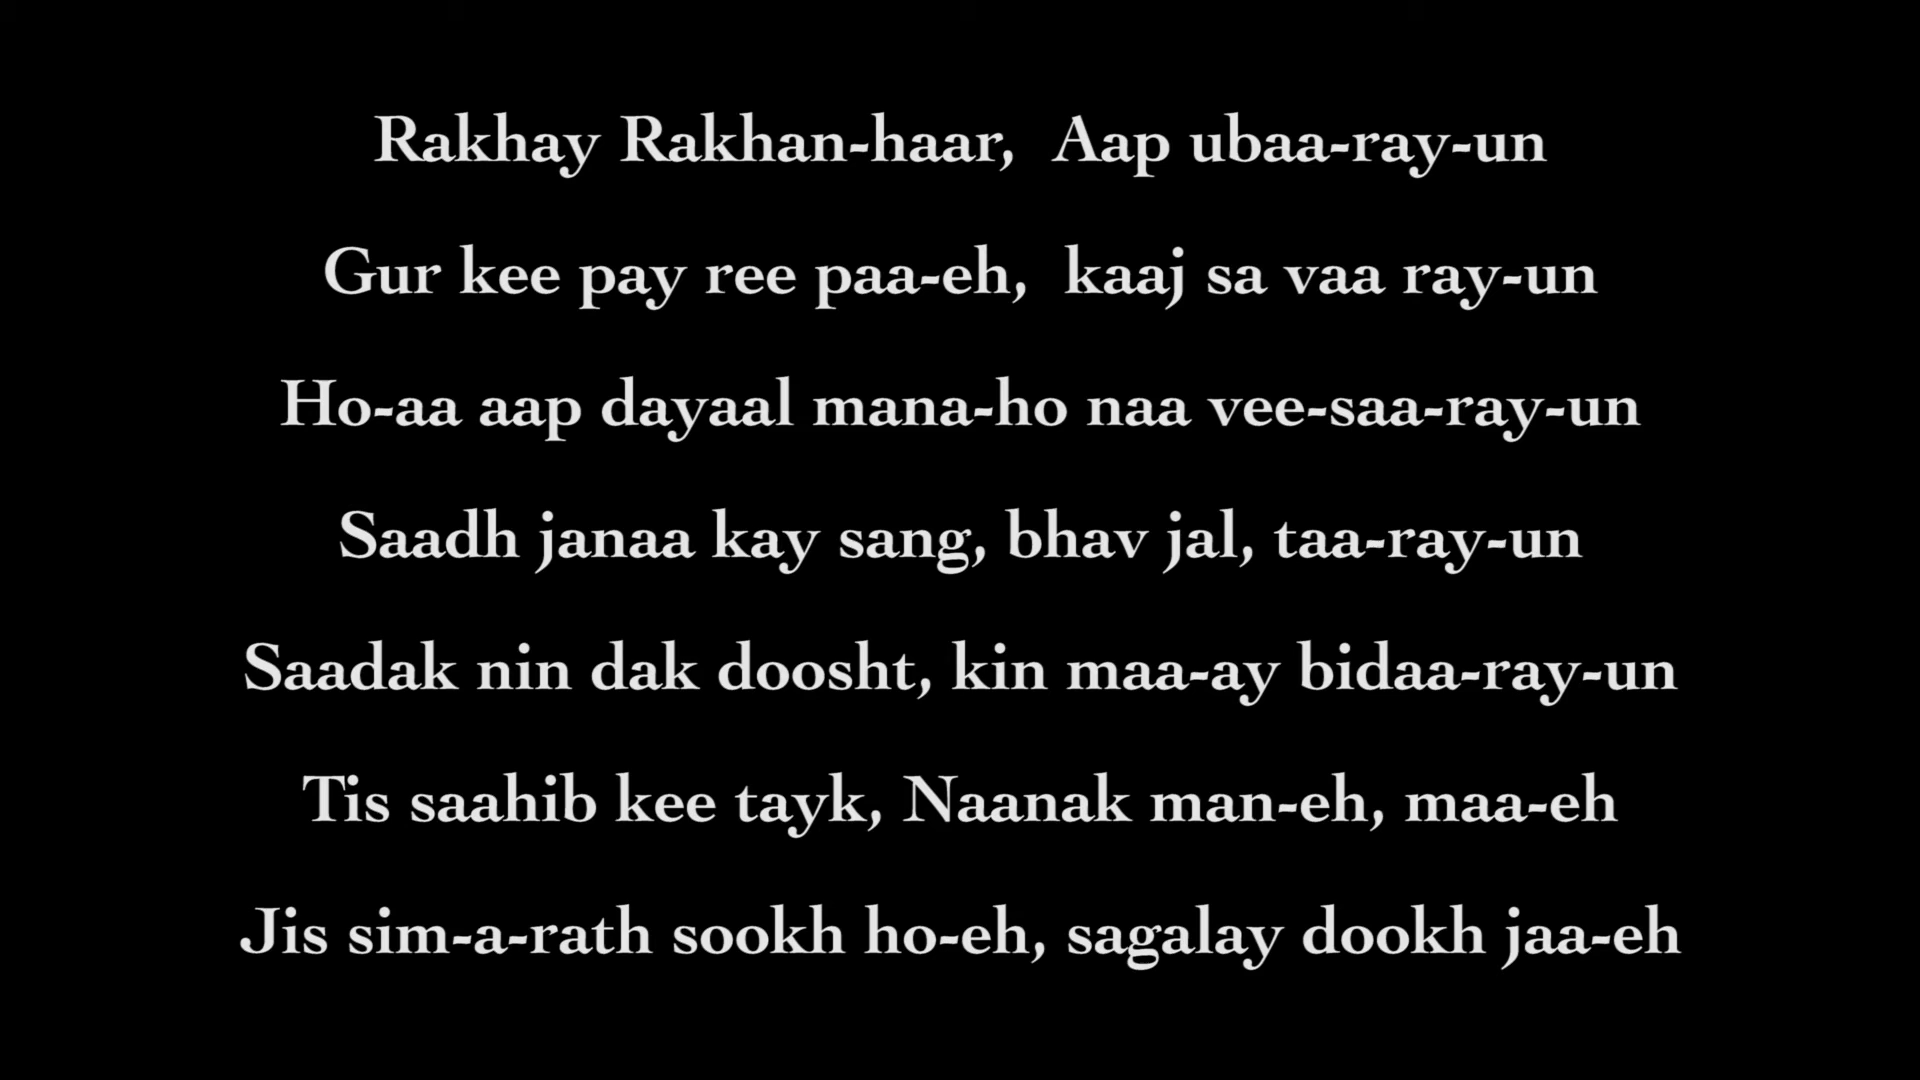 Rakhay Rakhan-haar, Aap ubaa-ray-un
Gur kee pay ree paa-eh, kaaj sa vaa ray-un
Ho-aa aap dayaal mana-ho naa vee-saa-ray-un
Saadh janaa kay sang, bhav jal, taa-ray-un
Saadak nin dak doosht, kin maa-ay bidaa-ray-un
Tis saahib kee tayk, Naanak man-eh, maa-eh
Jis sim-a-rath sookh ho-eh, sagalay dookh jaa-eh